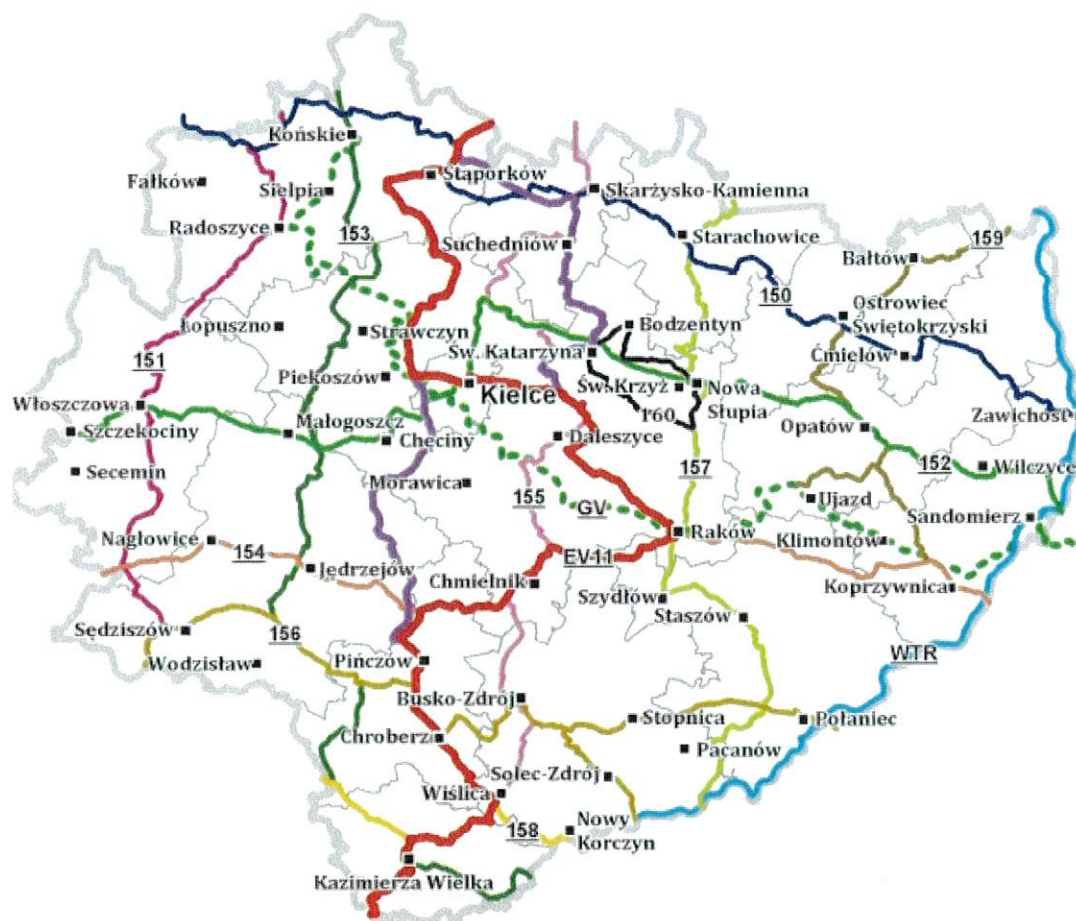 Końskie
Stąporków
Fałków
Sielpia
Skarżysko-Kamienna
Radoszyce
153
Suchedniów
Starachowice
Bałtów
159
150
Ostrowiec
Świętokrzyski
Łopuszno
Strawczyn
Bodzentyn
151
Św. Katarzyna
Ćmielów
Piekoszów
Kielce
Św. Krzyż
Nowa
Słupia
Włoszczowa
160
Zawichost
Szczekociny
Małogoszcz
Chęciny
Daleszyce
Opatów
152
Wilczyce
Secemin
Morawica
155
157
GV
Ujazd
Sandomierz
Nagłowice
154
Raków
Klimontów
Jędrzejów
EV-11
Chmielnik
Koprzywnica
Szydłów
Staszów
Sędziszów
156
WTR
Wodzisław
Pińczów
Busko-Zdrój
Stopnica
Połaniec
Chroberz
Pacanów
Solec-Zdrój
Wiślica
158
Nowy
Korczyn
Kazimierza Wielka